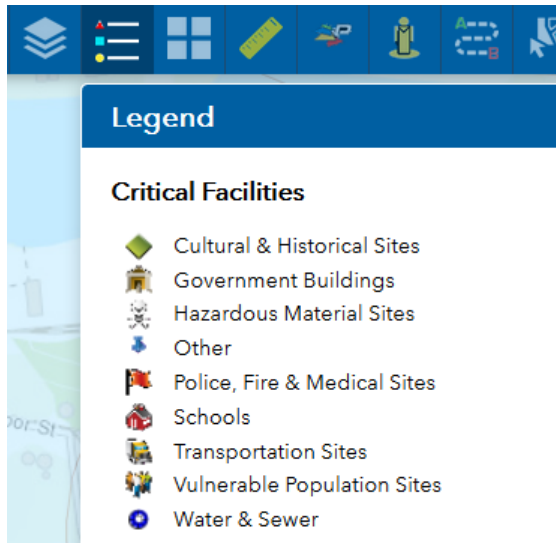 A
B
Legend
Critical Facilities
Cultural & Historical Sites
Government Buildings
Hazardous Material Sites
Other
Police, Fire & Medical Sites
Schools
Transportation Sites
Vulnerable Population Sites
Water & Sewer